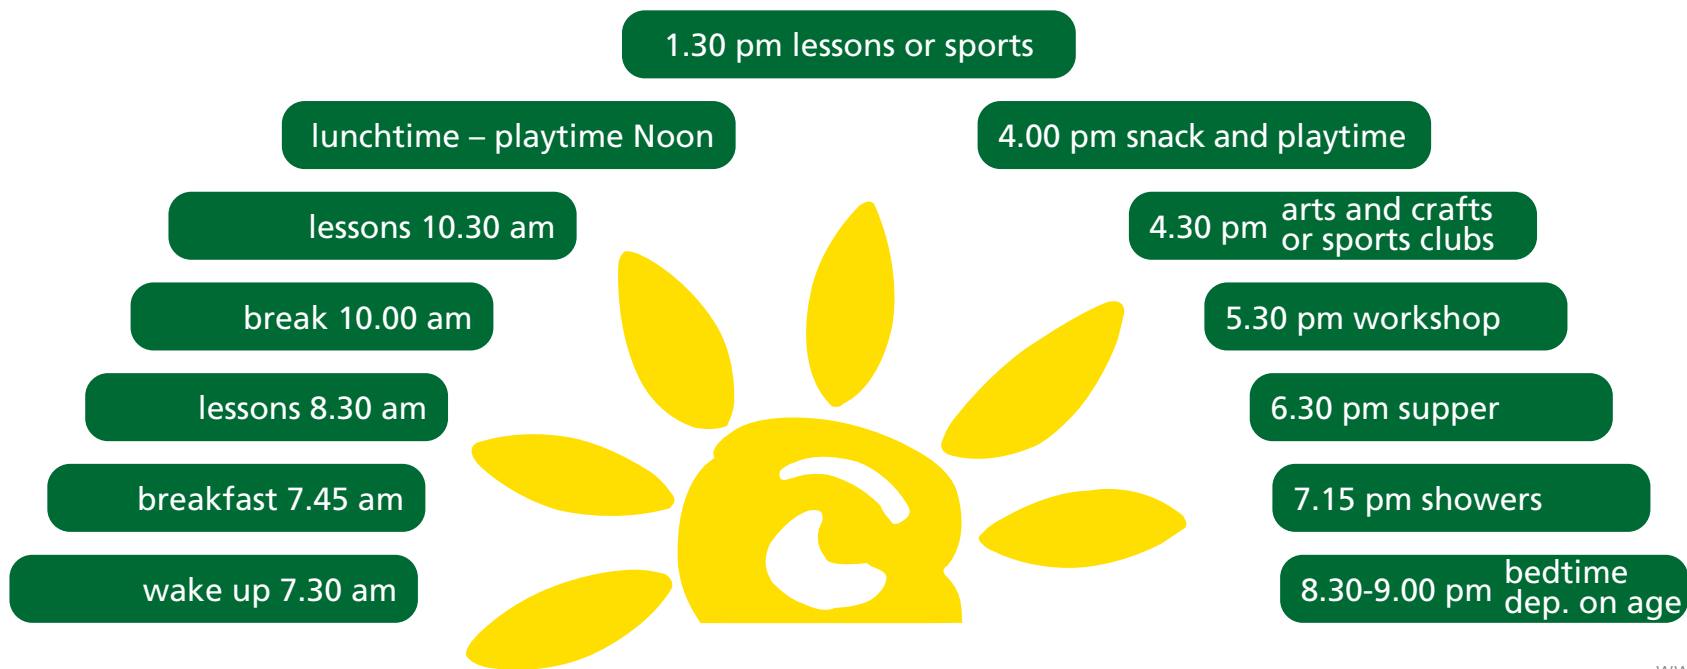 1.30 pm lessons or sports
lunchtime – playtime Noon
4.00 pm snack and playtime
lessons 10.30 am
4.30 pm arts and crafts
or sports clubs
break 10.00 am
5.30 pm workshop
lessons 8.30 am
6.30 pm supper
breakfast 7.45 am
7.15 pm showers
wake up 7.30 am
8.30-9.00 pm bedtime
dep. on age